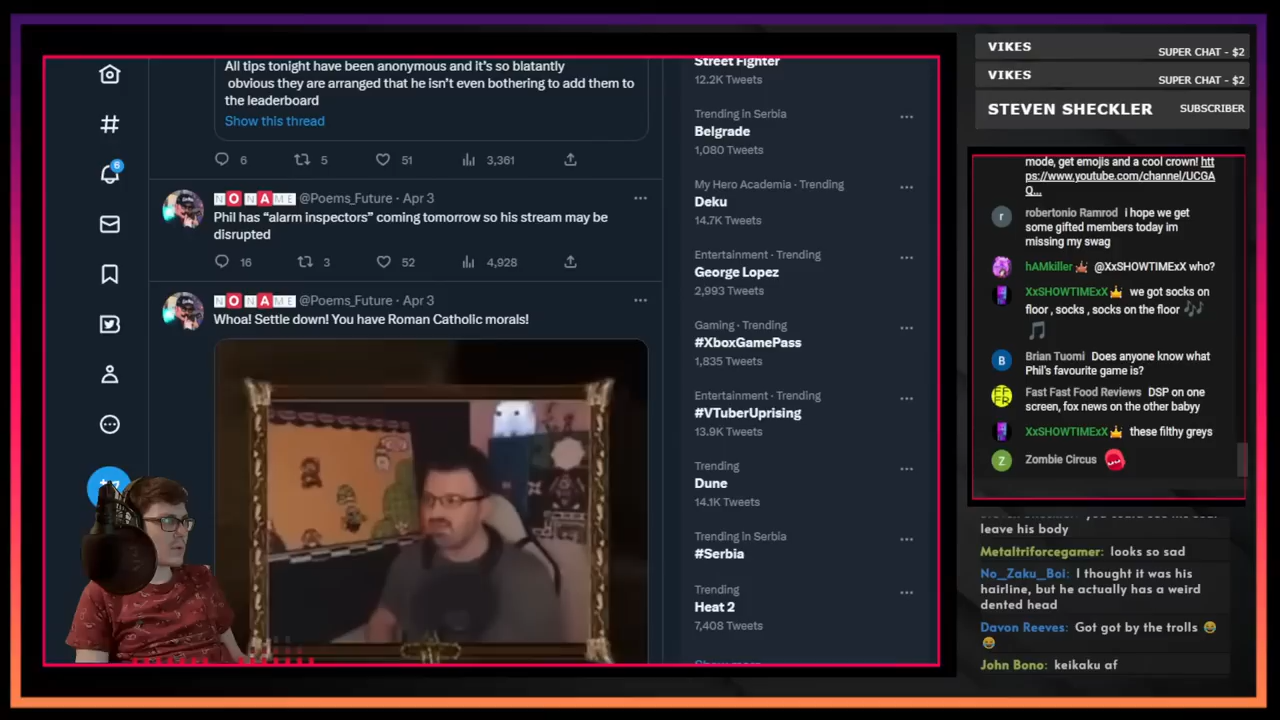 All tips tonight have been anonymous and it's so blatantly
obvious they are arranged that he isn't even bothering to add them to
the leaderboard
Show this thread
6
5
51
3,361
NO NAME @Poems_Future · Apr 3
Phil has “alarm inspectors” coming tomorrow so his stream may be
disrupted
16
3
52
4,928
NO NAME @Poems_Future · Apr 3
Whoa! Settle down! You have Roman Catholic morals!
6
Street Fighter
12.2K Tweets
Trending in Serbia
Belgrade
1,080 Tweets
My Hero Academia · Trending
Deku
14.7K Tweets
Entertainment · Trending
George Lopez
2,993 Tweets
Gaming · Trending
#XboxGamePass
1,835 Tweets
Entertainment · Trending
#VTuberUprising
13.9K Tweets
Trending
Dune
14.1K Tweets
Trending in Serbia
#Serbia
Trending
Heat 2
7,408 Tweets
VIKES SUPER CHAT - $2
VIKES SUPER CHAT - $2
STEVEN SHECKLER SUBSCRIBER
mode, get emojis and a cool crown! htt
ps://www.youtube.com/channel/UCGA
Q...
r robertonio Ramrod I hope we get
some gifted members today im
missing my swag
hAMkiller @XxSHOWTIMExX who?
XxSHOWTIMExX we got socks on
floor , socks , socks on the floor
B Brian Tuomi Does anyone know what
Phil's favourite game is?
Fast Fast Food Reviews DSP on one
screen, fox news on the other babyy
XxSHOWTIMExX these filthy greys
Z Zombie Circus
leave his body
Metaltriforcegamer: looks so sad
No_Zaku_Boi: I thought it was his
hairline, but he actually has a weird
dented head
Davon Reeves: Got got by the trolls 😂
😂
John Bono: keikaku af